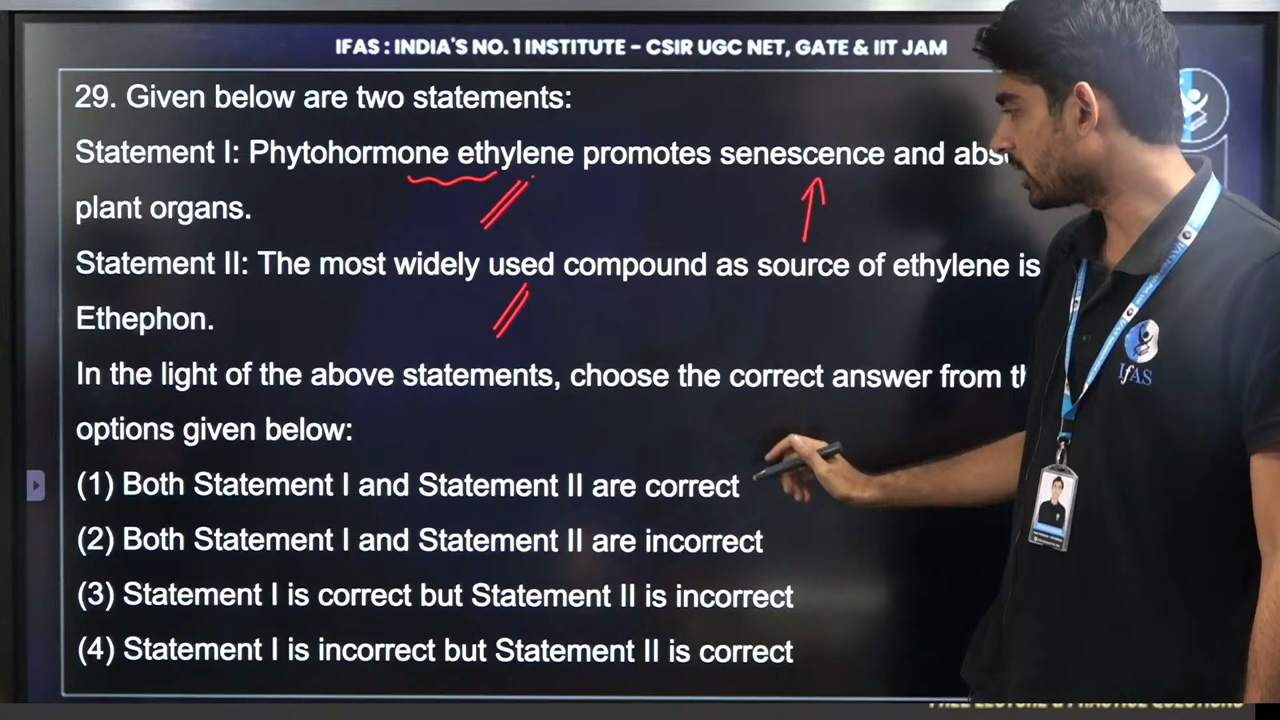 IFAS : INDIA'S NO. 1 INSTITUTE - CSIR UGC NET, GATE & IIT JAM
29. Given below are two statements:
Statement I: Phytohormone ethylene promotes senescence and
plant organs.
Statement II: The most widely used compound as source of ethylene is
Ethephon.
In the light of the above statements, choose the correct answer from
options given below:
(1) Both Statement I and Statement II are correct
(2) Both Statement I and Statement II are incorrect
(3) Statement I is correct but Statement II is incorrect
(4) Statement I is incorrect but Statement II is correct
IFAS